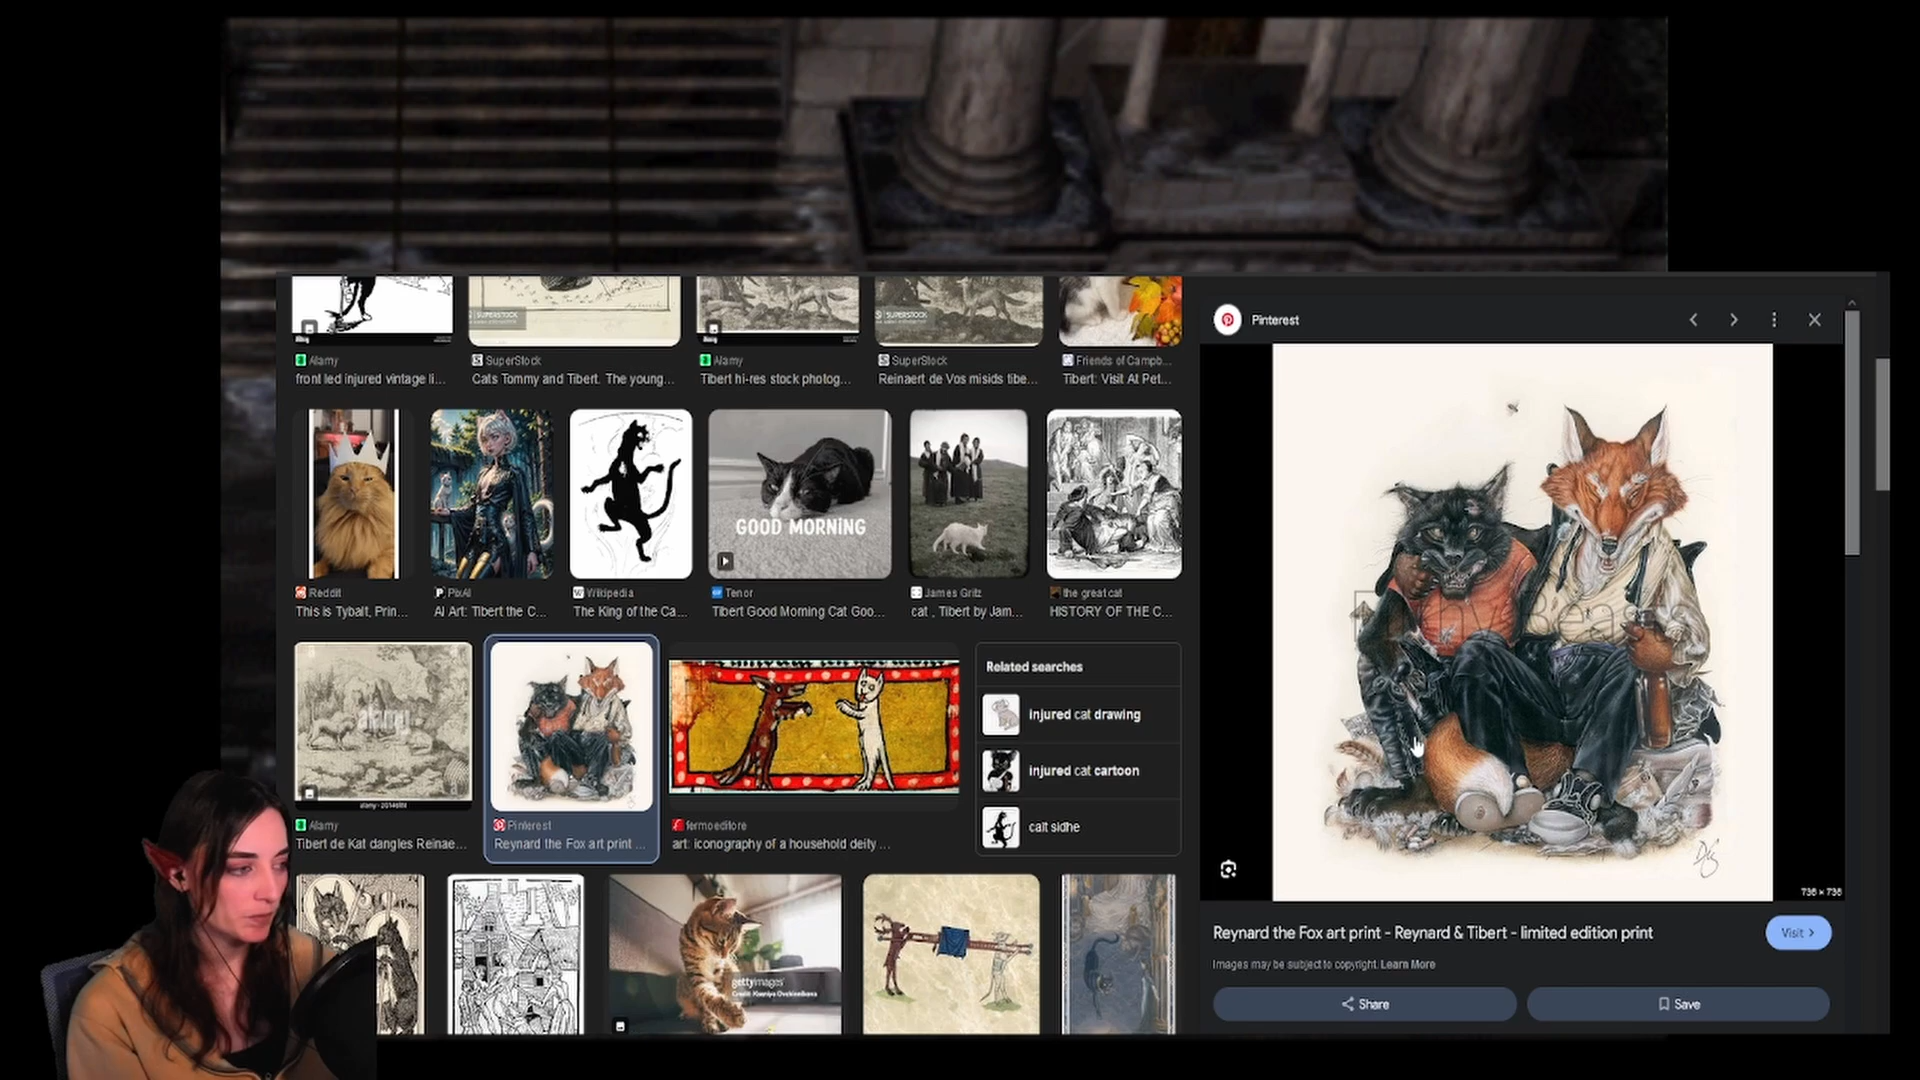 SUPERSTOCK
SUPERSTOCK
Alamy
front led injured vintage li...
SuperStock
Cats Tommy and Tibert. The young...
Alamy
Tibert hi-res stock photog...
SuperStock
Reinaert de Vos misids tibe...
Friends of Campb...
Tibert: Visit At Pet...
Pinterest
GOOD MORNING
Reddit
This is Tybalt, Prin...
PixAI
AI Art: Tibert the C...
Wikipedia
The King of the Ca...
Tenor
Tibert Good Morning Cat Goo...
James Gritz
cat , Tibert by Jam...
the great cat
HISTORY OF THE C...
Related searches
injured cat drawing
injured cat cartoon
cait sidhe
Alamy
Tibert de Kat dangles Reinae...
Pinterest
Reynard the Fox art print ...
fermoeditore
art: iconography of a household deity ...
gettyimages
736 × 736
Reynard the Fox art print - Reynard & Tibert - limited edition print
Visit
Images may be subject to copyright. Learn More
Share
Save